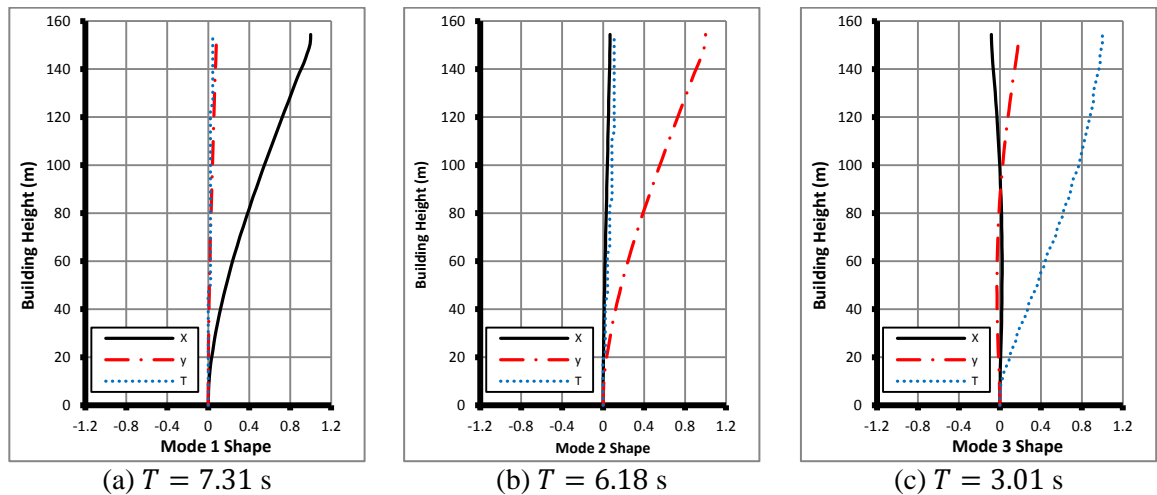 160
140
120
100
80
60
40
20
0
Building Height (m)
X
y
T
-1.2 -0.8 -0.4 0 0.4 0.8 1.2
Mode 1 Shape
(a) T = 7.31 s
160
140
120
100
80
60
40
20
0
Building Height (m)
X
y
T
-1.2 -0.8 -0.4 0 0.4 0.8 1.2
Mode 2 Shape
(b) T = 6.18 s
160
140
120
100
80
60
40
20
0
Building Height (m)
X
y
T
-1.2 -0.8 -0.4 0 0.4 0.8 1.2
Mode 3 Shape
(c) T = 3.01 s